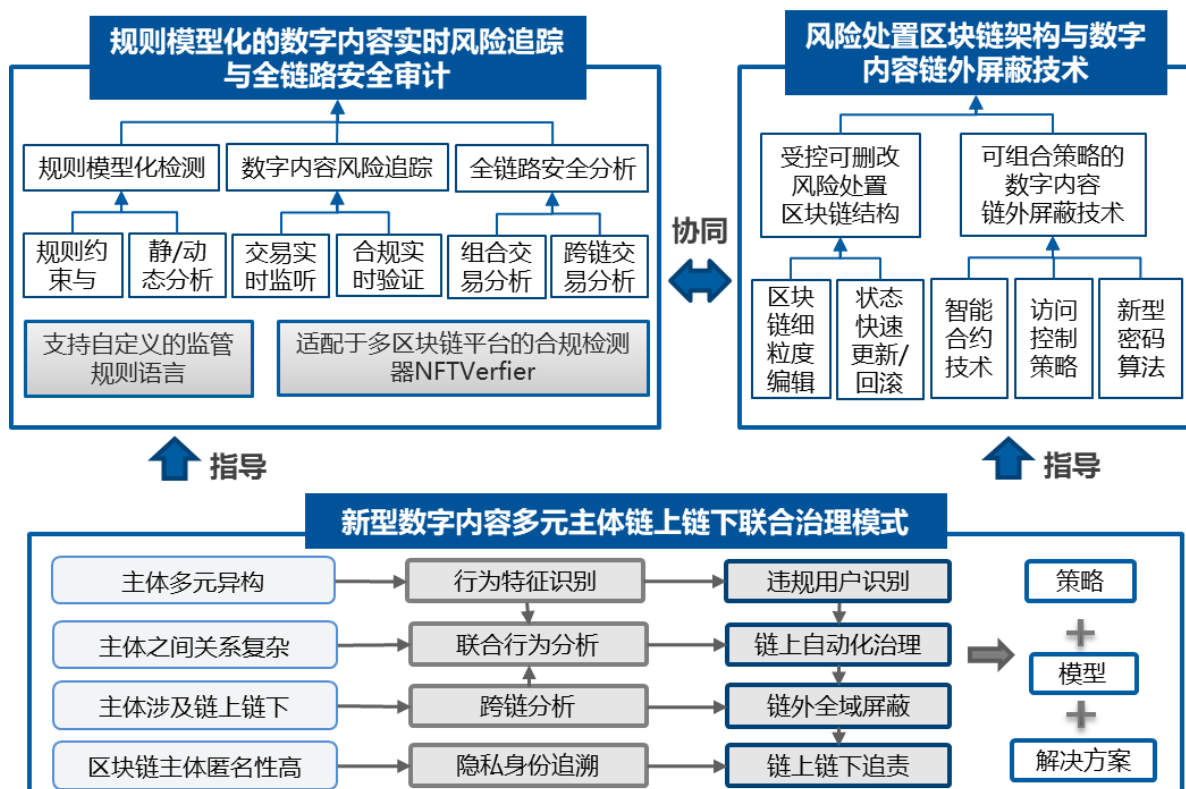 规则模型化的数字内容实时风险追踪
与全链路安全审计
规则模型化检测
数字内容风险追踪
全链路安全分析
规则约
束与
静/动
态分析
交易实
时监听
合规实
时验证
组合交
易分析
跨链交
易分析
支持自定义的监管
规则语言
适配于多区块链平台的合规检测
器NFTVerfier
协同
风险处置区块链架构与数字
内容链外屏蔽技术
受控可删改
风险处置
区块链结构
可组合策略的
数字内容
链外屏蔽技术
区块
链细
粒度
编辑
状态
快速
更新/
回滚
智能
合约
技术
访问
控制
策略
新型
密码
算法
指导
指导
新型数字内容多元主体链上链下联合治理模式
主体多元异构
行为特征识别
违规用户识别
策略
主体之间关系复杂
联合行为分析
链上自动化治理
模型
主体涉及链上链下
跨链分析
链外全域屏蔽
区块链主体匿名性高
隐私身份追溯
链上链下追责
解决方案